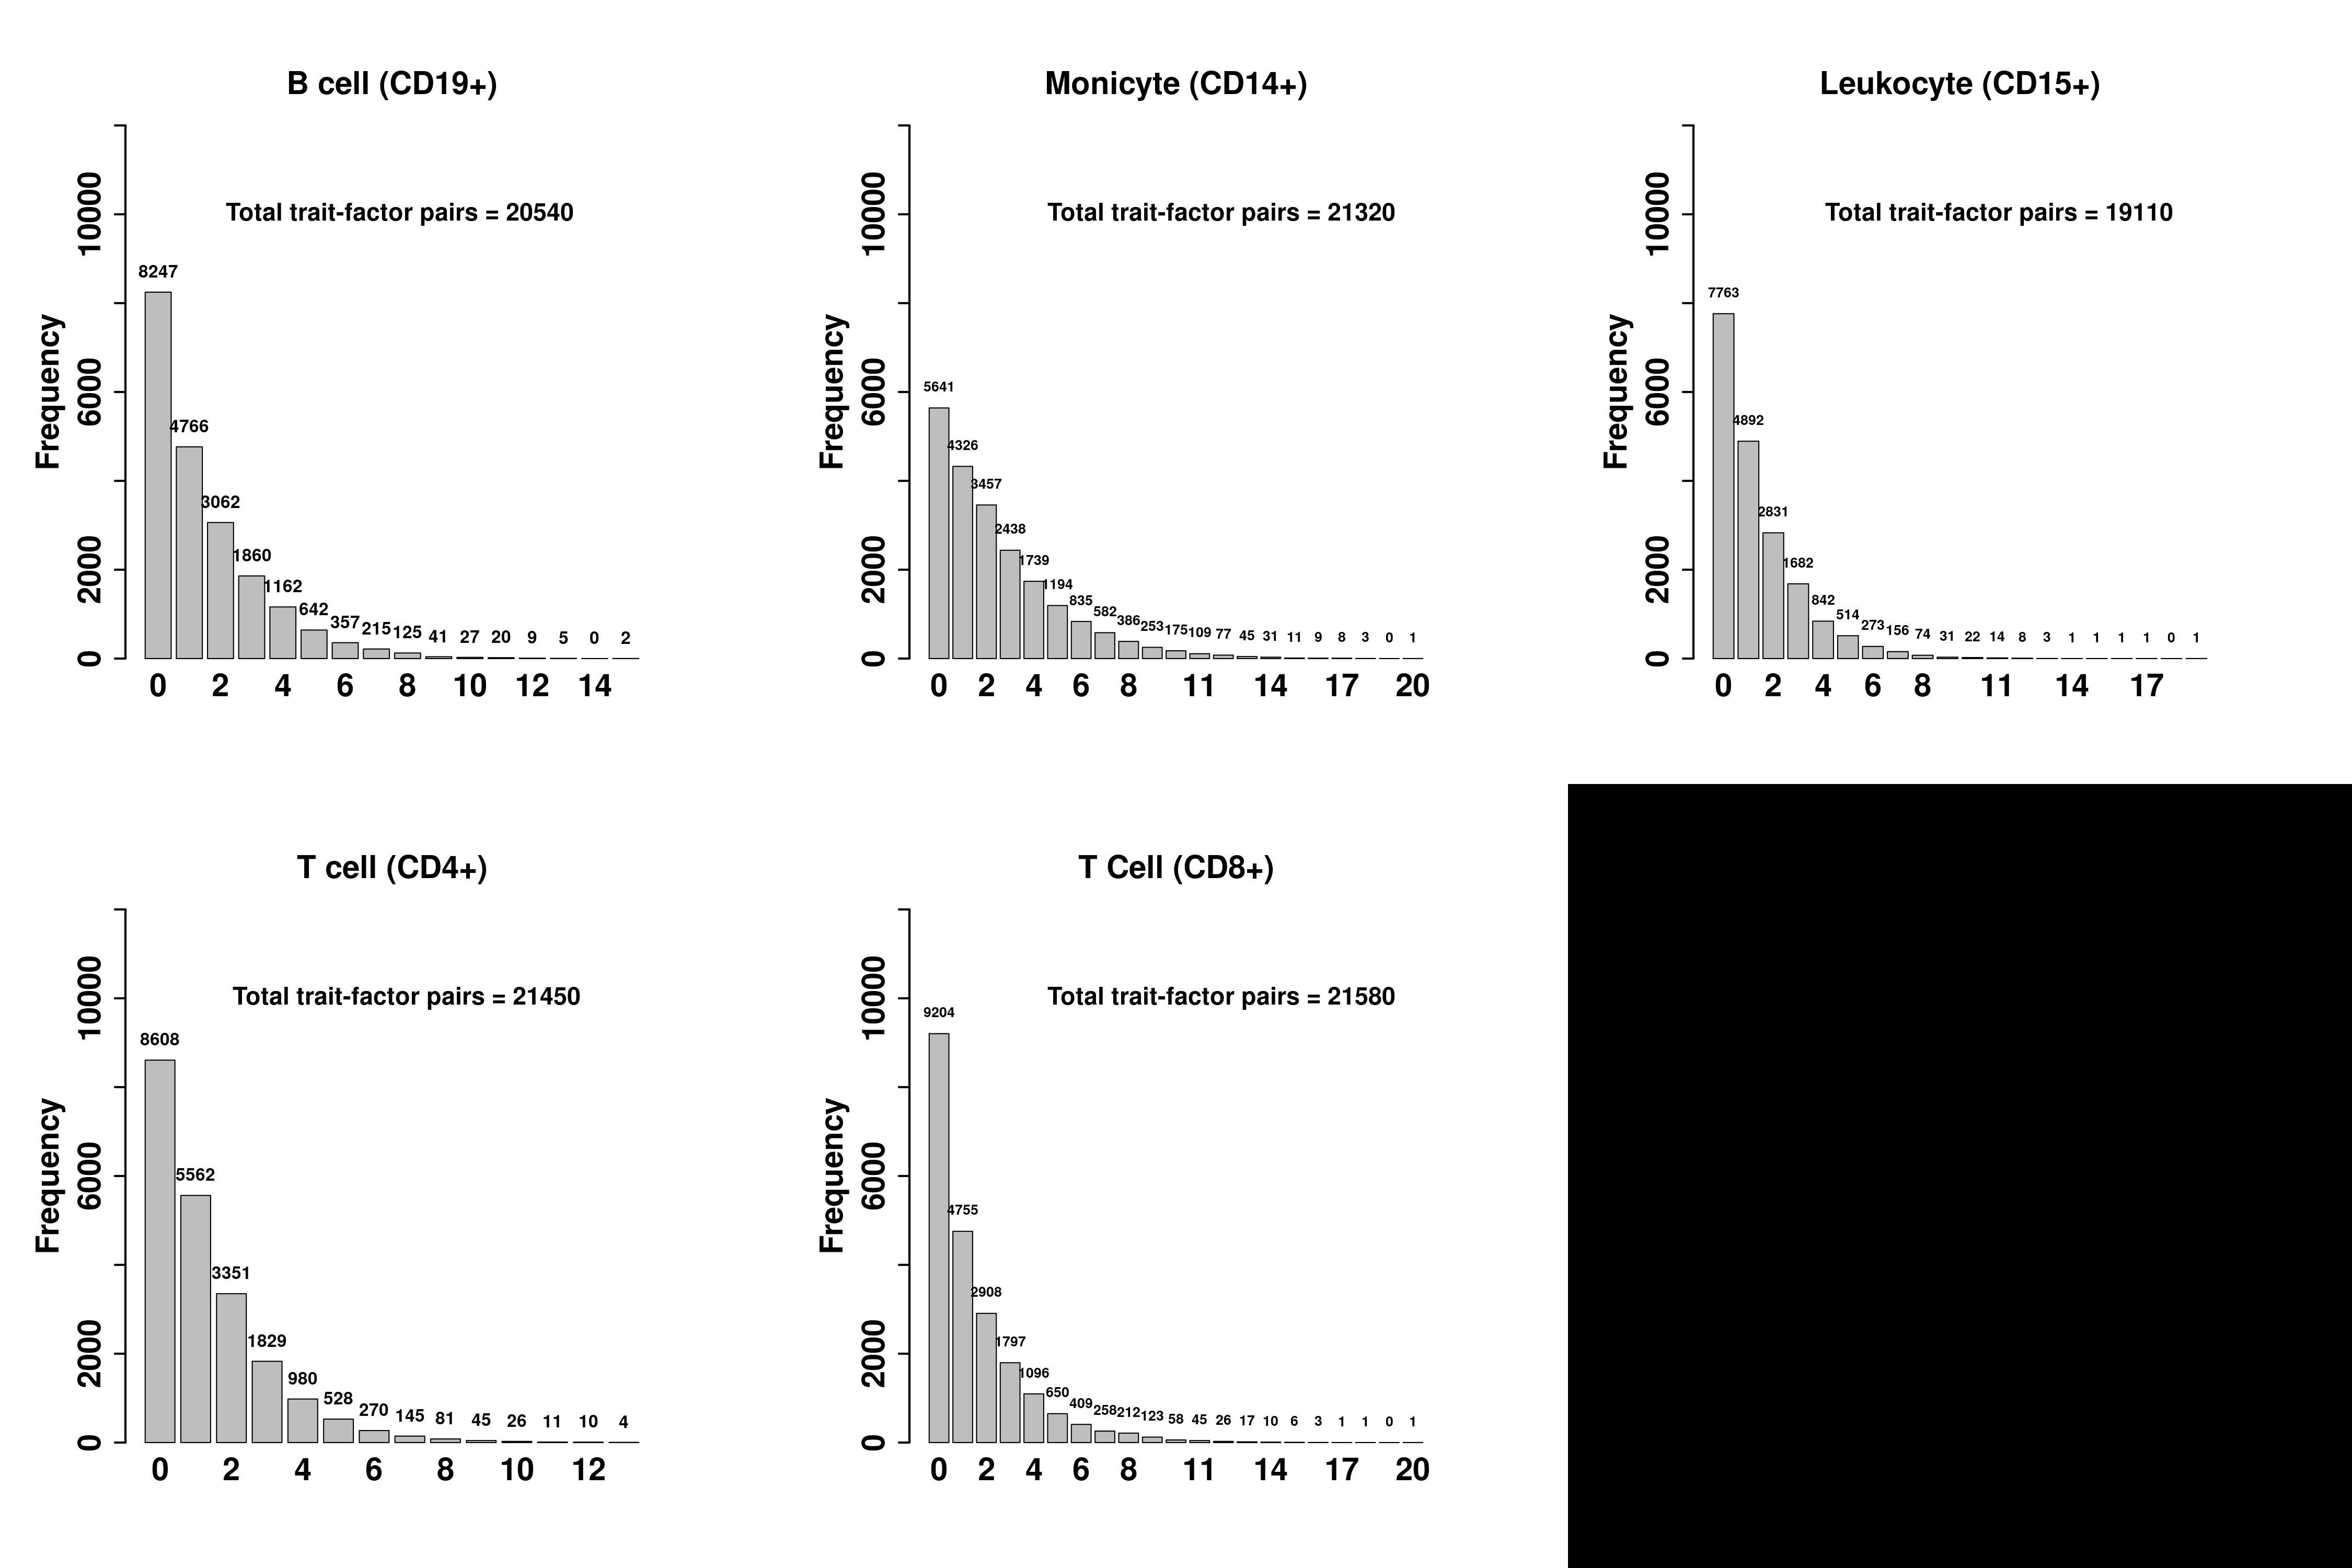 B cell (CD19+)
Total trait-factor pairs = 20540
Frequency
0 2000 6000 10000
8247 4766 3062 1860 1162 642 357 215 125 41 27 20 9 5 0 2
0 2 4 6 8 10 12 14
Monicyte (CD14+)
Total trait-factor pairs = 21320
Frequency
0 2000 6000 10000
5641 4326 3457 2438 1739 1194 835 582 386 253 175 109 77 45 31 11 9 8 3 0 1
0 2 4 6 8 11 14 17 20
Leukocyte (CD15+)
Total trait-factor pairs = 19110
Frequency
0 2000 6000 10000
7763 4892 2831 1682 842 514 273 156 74 31 22 14 8 3 1 1 1 1 0 1
0 2 4 6 8 11 14 17
T cell (CD4+)
Total trait-factor pairs = 21450
Frequency
0 2000 6000 10000
8608 5562 3351 1829 980 528 270 145 81 45 26 11 10 4
0 2 4 6 8 10 12
T Cell (CD8+)
Total trait-factor pairs = 21580
Frequency
0 2000 6000 10000
9204 4755 2908 1797 1096 650 409 258 212 123 58 45 26 17 10 6 3 1 1 0 1
0 2 4 6 8 11 14 17 20